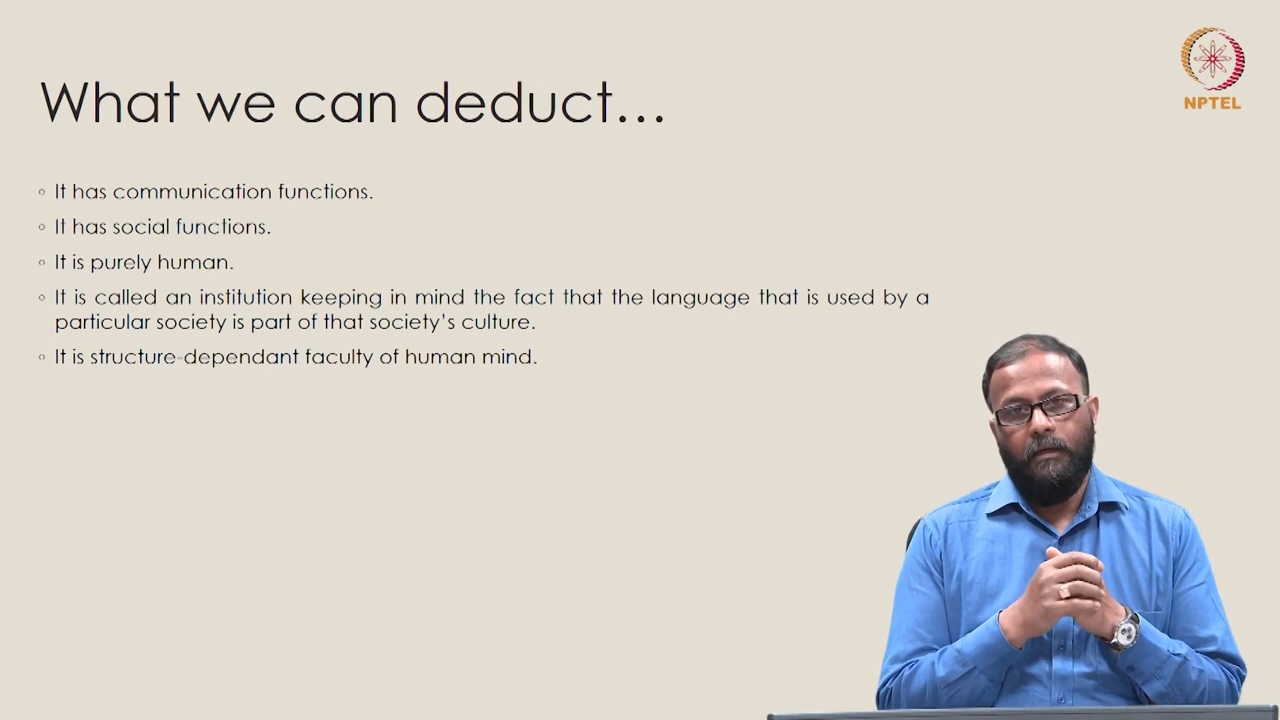 What we can deduct...
NPTEL
◦ It has communication functions.
◦ It has social functions.
◦ It is purely human.
◦ It is called an institution keeping in mind the fact that the language that is used by a
particular society is part of that society's culture.
◦ It is structure-dependant faculty of human mind.